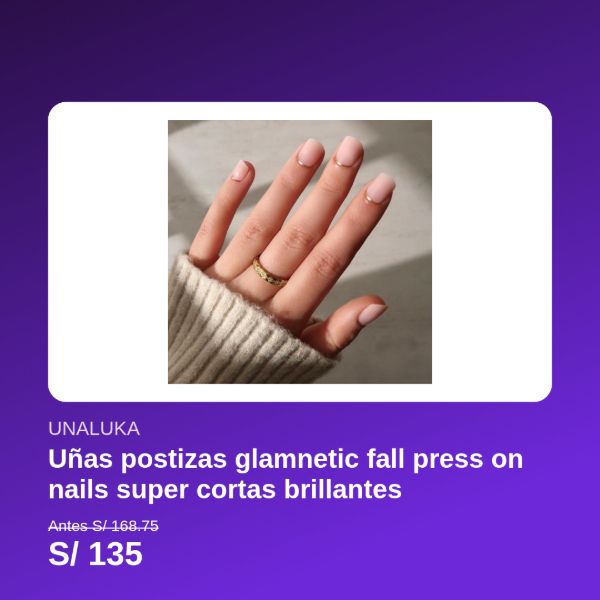 UNALUKA
Uñas postizas glamnetic fall press on
nails super cortas brillantes
Antes S/ 168.75
S/ 135